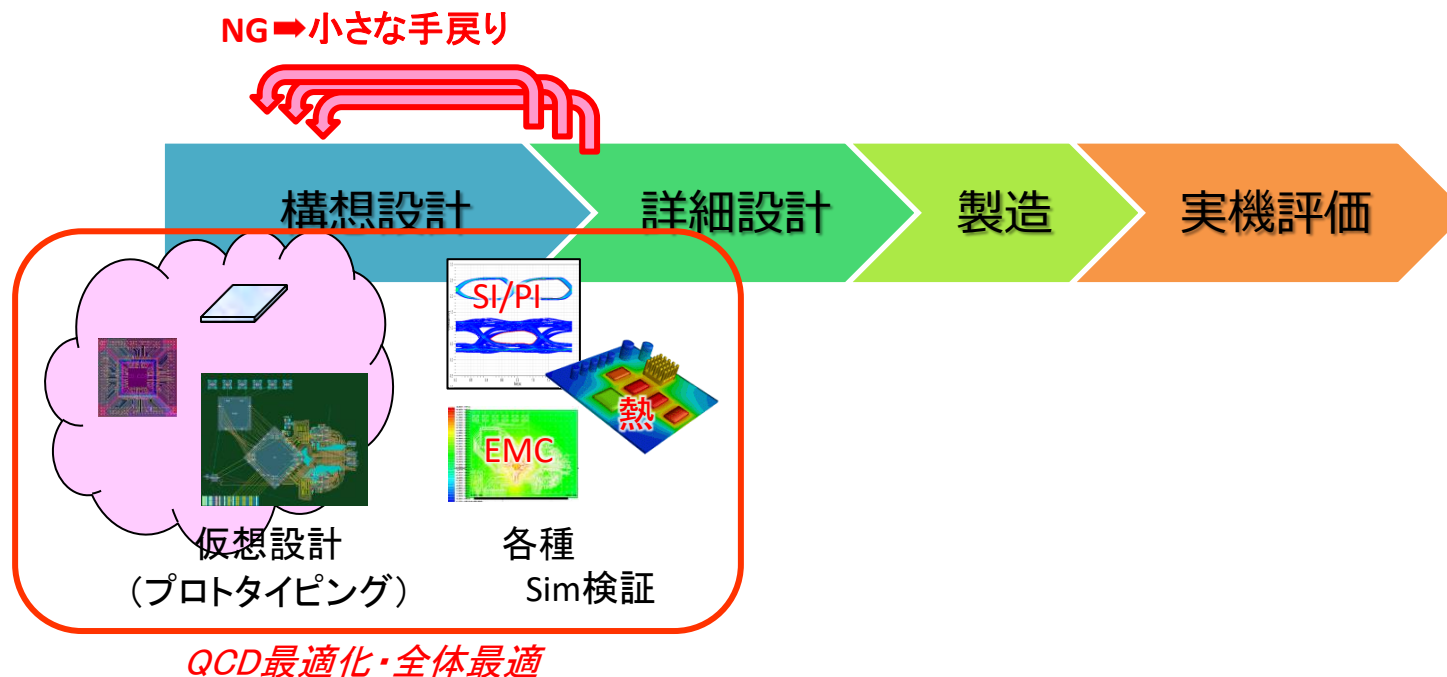 NG➡小さな手戻り
構想設計
詳細設計
製造
実機評価
SI/PI
熱
EMC
仮想設計
（プロトタイピング）
各種
Sim検証
QCD最適化・全体最適